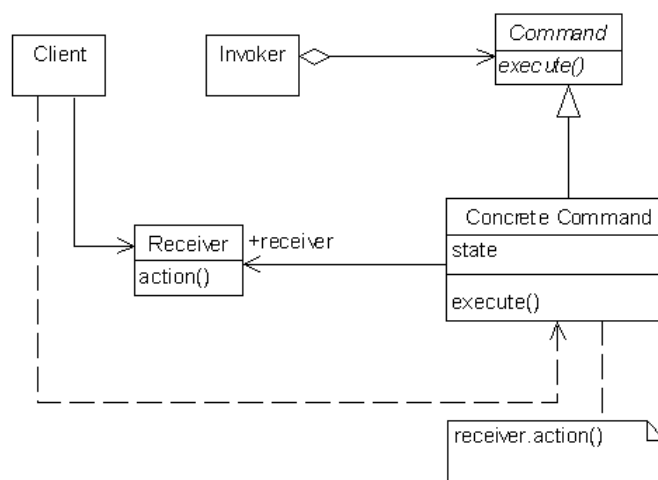 Client
Invoker
Command
execute()
Concrete Command
state
execute()
Receiver
+receiver
action()
receiver.action()